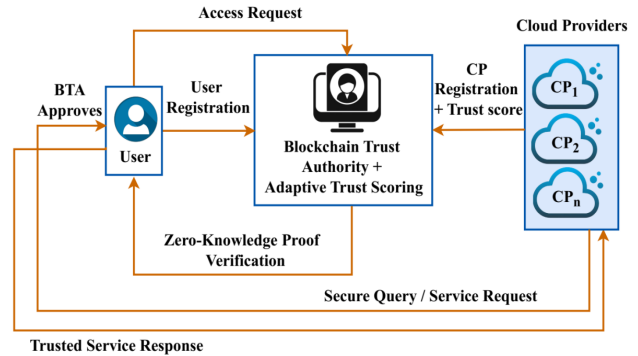 Access Request
Cloud Providers
BTA
Approves
User
Registration
CP
Registration
+ Trust score
CP1
CP2
CPn
User
Blockchain Trust
Authority +
Adaptive Trust Scoring
Zero-Knowledge Proof
Verification
Secure Query / Service Request
Trusted Service Response